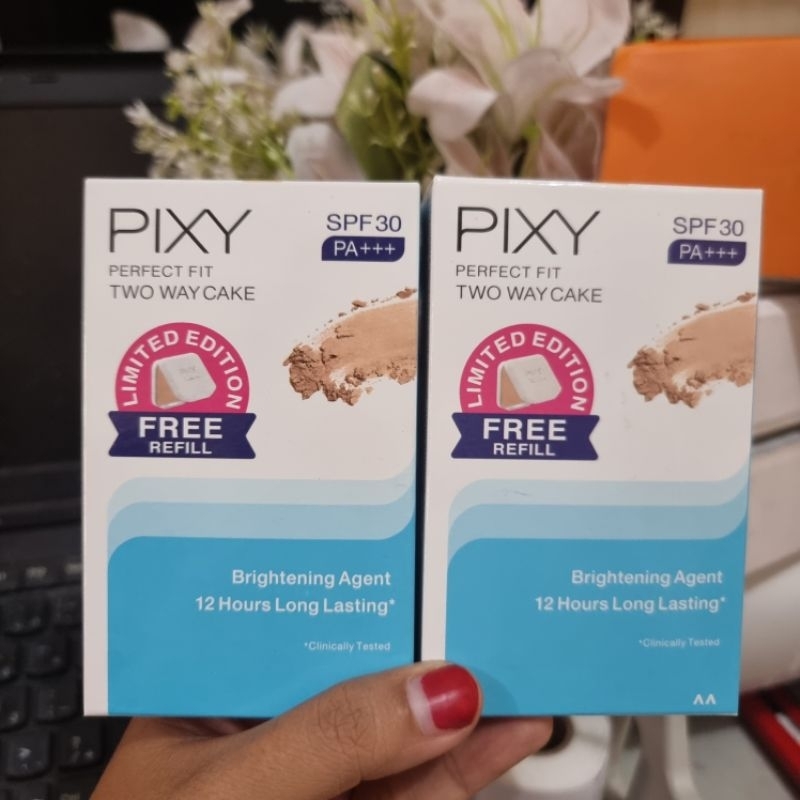 PIXY
SPF 30
PA+++
PERFECT FIT
TWO WAY CAKE
LIMITED EDITION
FREE
REFILL
Brightening Agent
12 Hours Long Lasting*
*Clinically Tested
PIXY
SPF 30
PA+++
PERFECT FIT
TWO WAY CAKE
LIMITED EDITION
FREE
REFILL
Brightening Agent
12 Hours Long Lasting*
*Clinically Tested